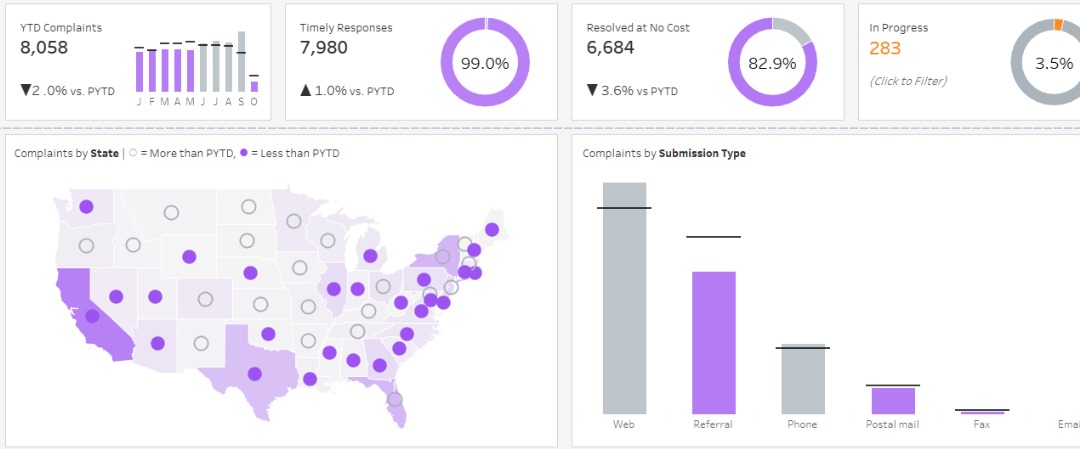 YTD Complaints
8,058
▼2 .0% vs. PYTD
J F M A M J J A S O
Timely Responses
7,980
▲ 1.0% vs. PYTD
99.0%
Resolved at No Cost
6,684
▼ 3.6% vs PYTD
82.9%
In Progress
283
(Click to Filter)
3.5%
Complaints by State | ○ = More than PYTD, ● = Less than PYTD
Complaints by Submission Type
Web Referral Phone Postal mail Fax Emai